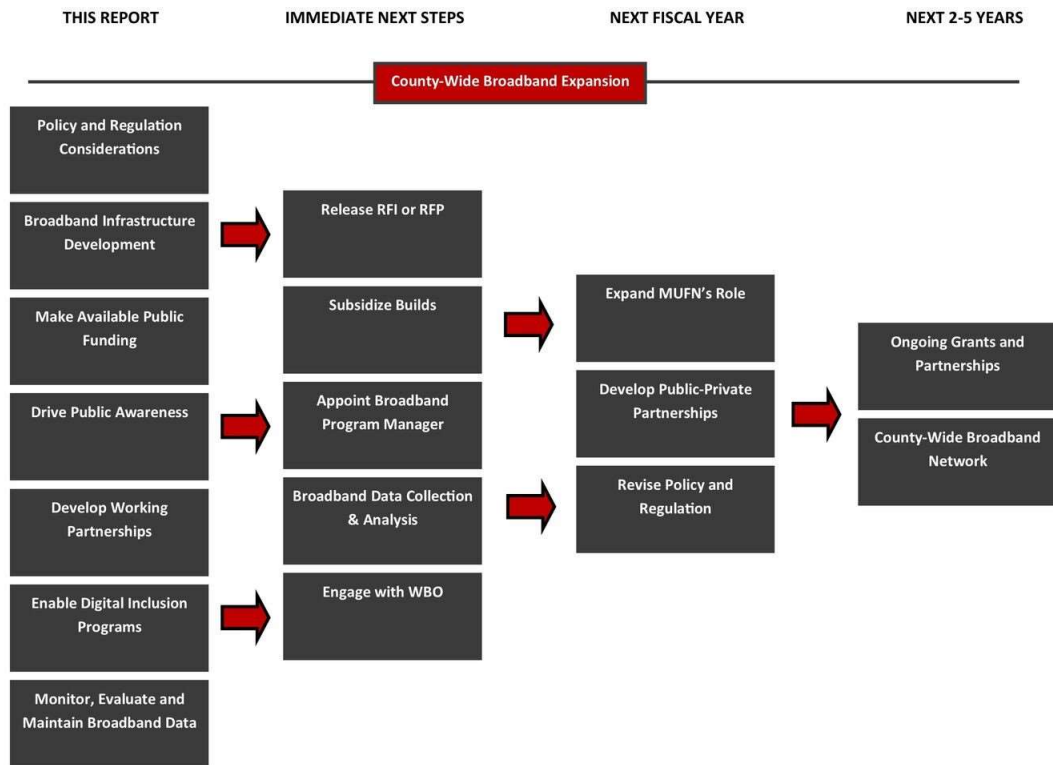 THIS REPORT
IMMEDIATE NEXT STEPS
NEXT FISCAL YEAR
NEXT 2-5 YEARS
County-Wide Broadband Expansion
Policy and Regulation
Considerations
Broadband Infrastructure
Development
Make Available Public
Funding
Drive Public Awareness
Develop Working
Partnerships
Enable Digital Inclusion
Programs
Monitor, Evaluate and
Maintain Broadband Data
Release RFI or RFP
Subsidize Builds
Appoint Broadband
Program Manager
Broadband Data Collection
& Analysis
Engage with WBO
Expand MUFN’s Role
Develop Public-Private
Partnerships
Revise Policy and
Regulation
Ongoing Grants and
Partnerships
County-Wide Broadband
Network